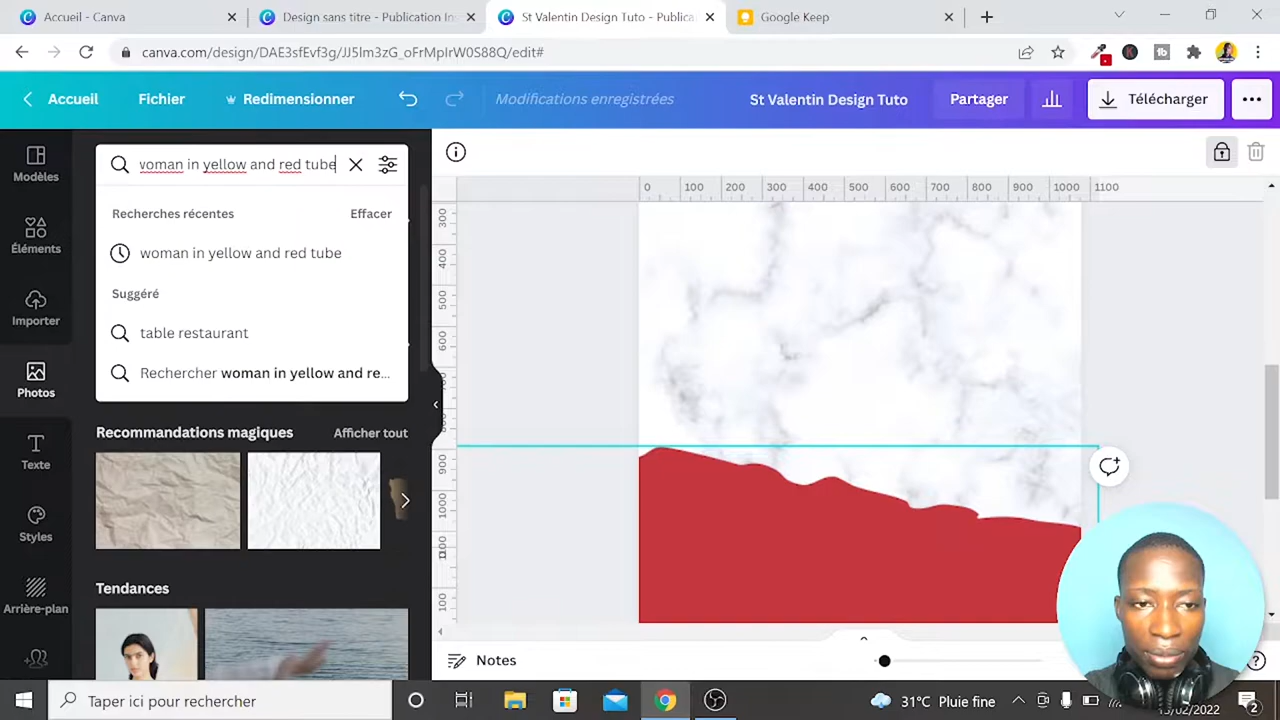 Accueil - Canva
Design sans titre - Publication Ins
St Valentin Design Tuto - Publica
Google Keep
canva.com/design/DAE3sfEvf3g/JJ5lm3zG_oFrMpIrW0S88Q/edit#
Accueil
Fichier
Redimensionner
Modifications enregistrées
St Valentin Design Tuto
Partager
Télécharger
Modèles
Éléments
Importer
Photos
Texte
Styles
Arrière-plan
woman in yellow and red tube
Recherches récentes
Effacer
woman in yellow and red tube
Suggéré
table restaurant
Rechercher woman in yellow and re...
Recommandations magiques
Afficher tout
Tendances
0 100 200 300 400 500 600 700 800 900 1000 1100
300
400
500
600
700
900
1000
100
Notes
Taper ici pour rechercher
31°C Pluie fine
13/02/2022
2